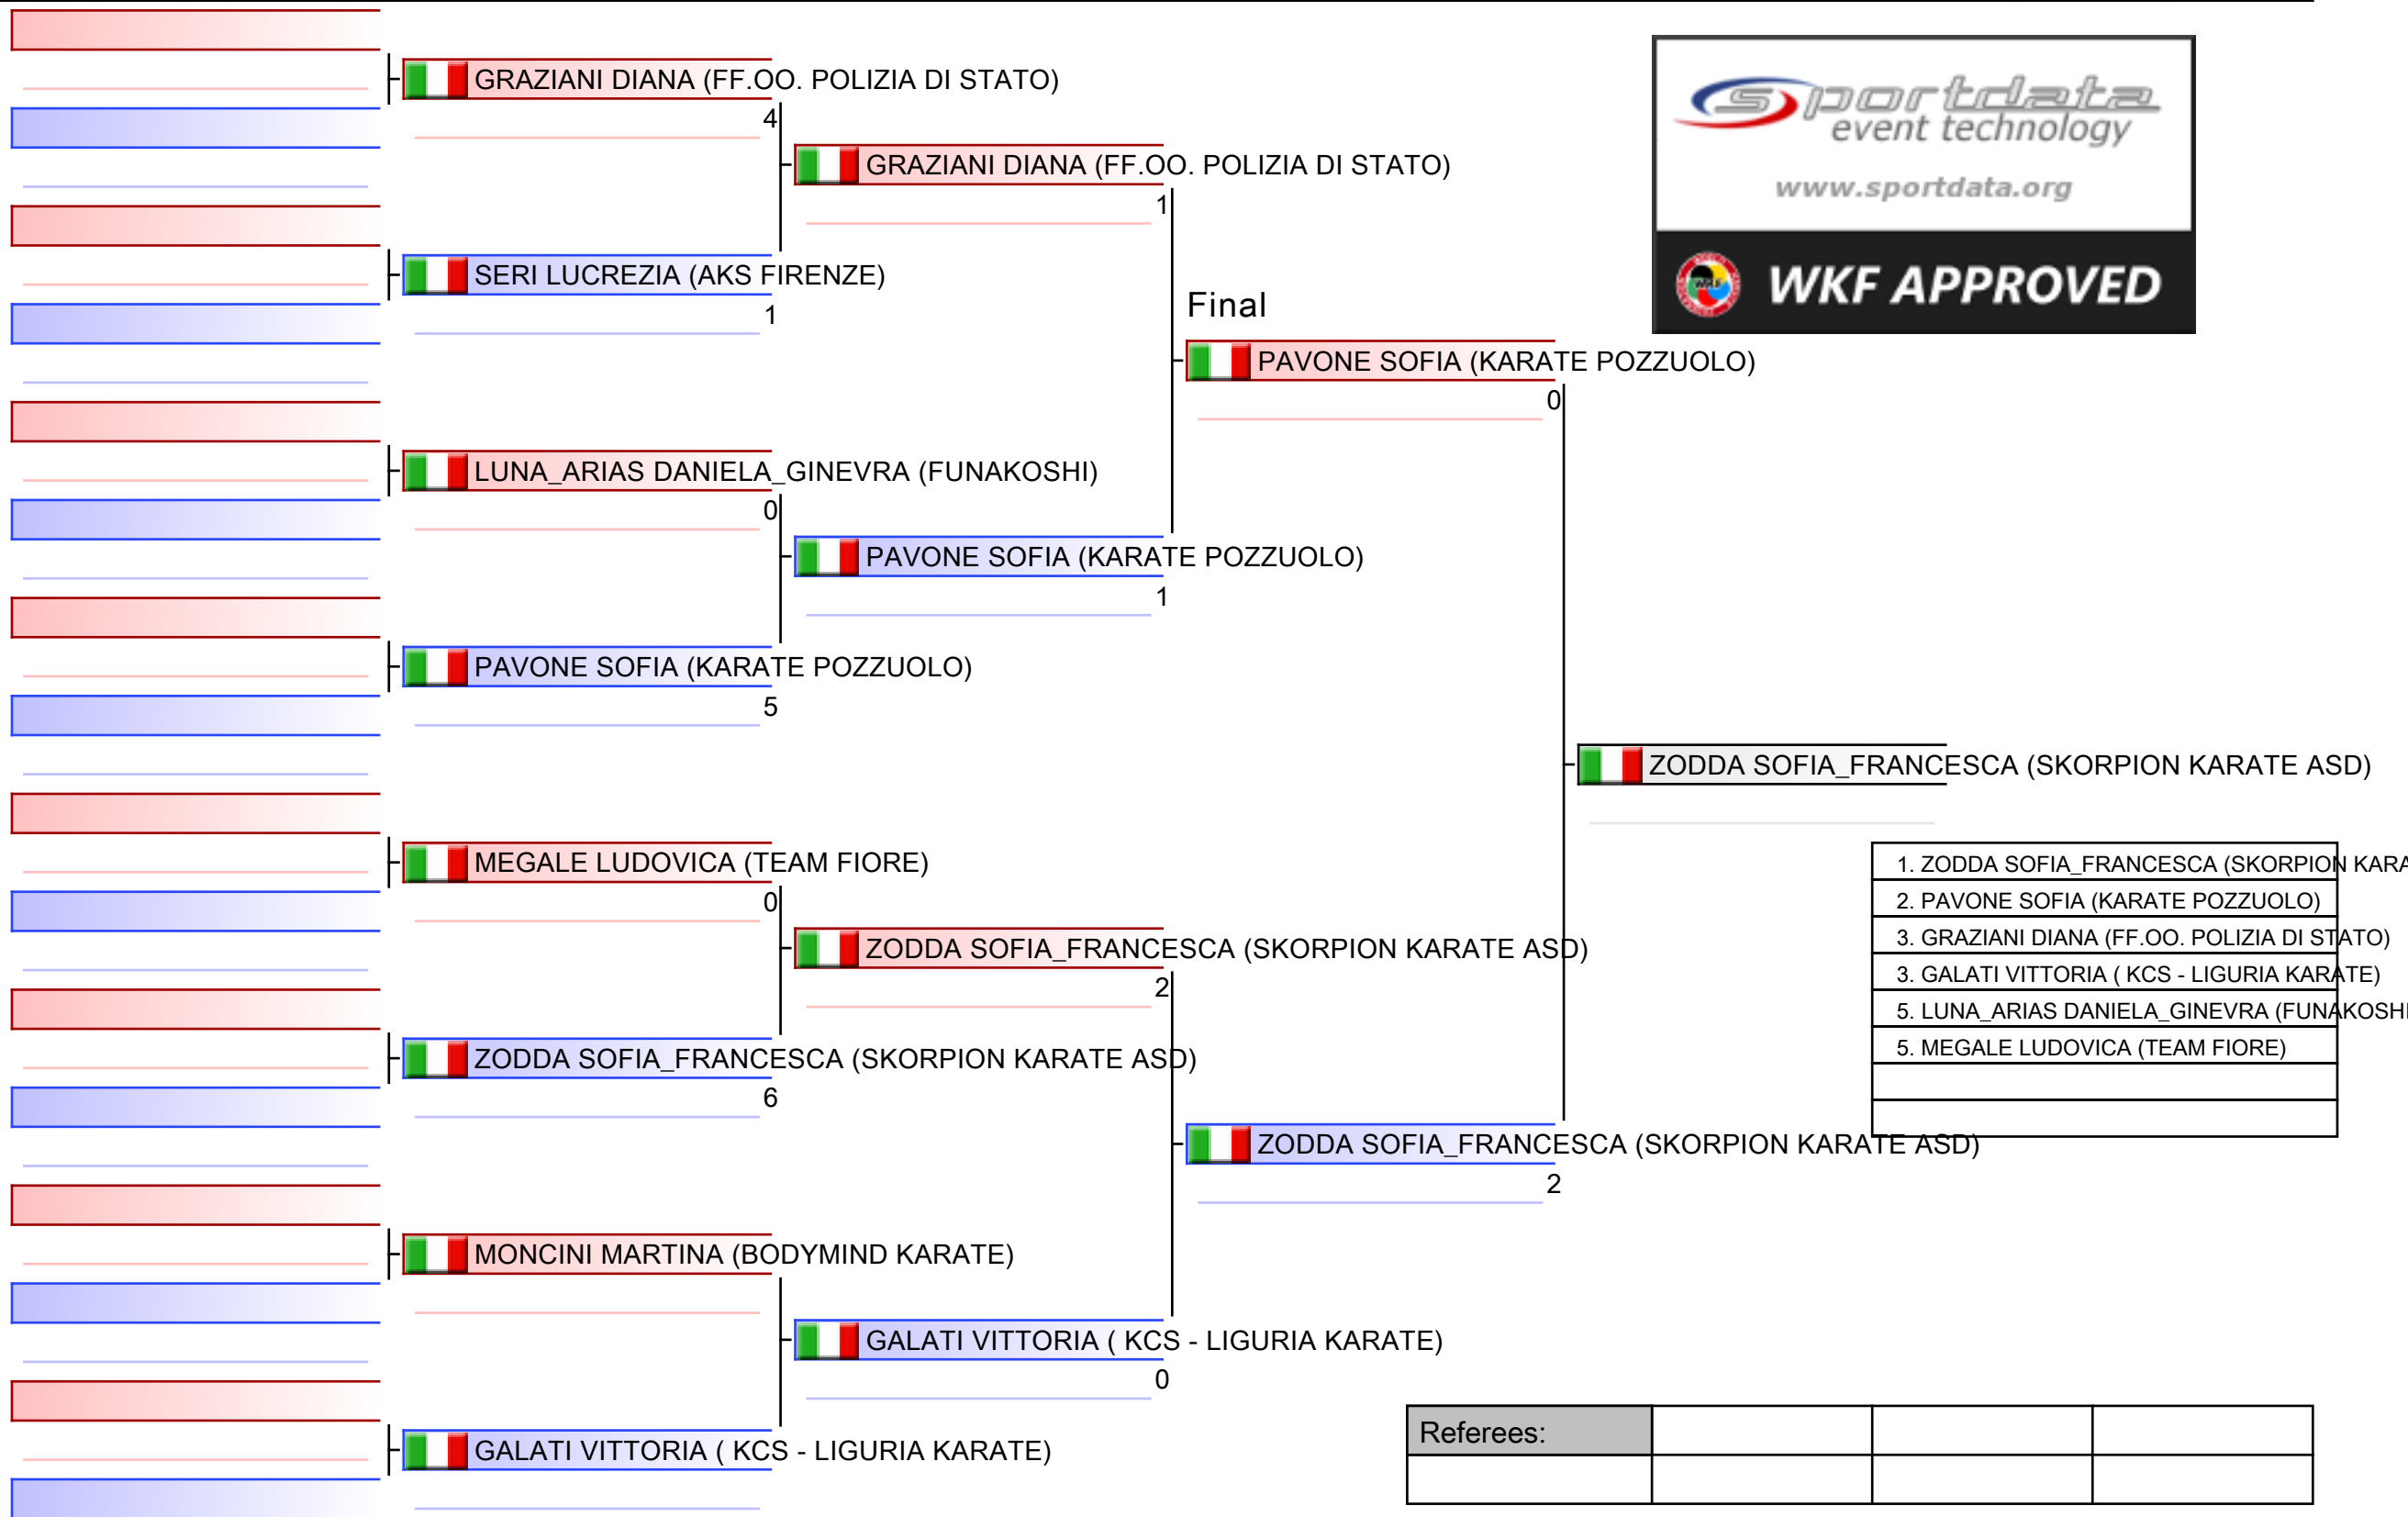 GRAZIANI DIANA (FF.OO. POLIZIA DI STATO)
4
SERI LUCREZIA (AKS FIRENZE)
1
LUNA_ARIAS DANIELA_GINEVRA (FUNAKOSHI)
0
PAVONE SOFIA (KARATE POZZUOLO)
5
MEGALE LUDOVICA (TEAM FIORE)
0
ZODDA SOFIA_FRANCESCA (SKORPION KARATE ASD)
6
MONCINI MARTINA (BODYMIND KARATE)
GALATI VITTORIA ( KCS - LIGURIA KARATE)
GRAZIANI DIANA (FF.OO. POLIZIA DI STATO)
1
PAVONE SOFIA (KARATE POZZUOLO)
1
ZODDA SOFIA_FRANCESCA (SKORPION KARATE ASD)
2
GALATI VITTORIA ( KCS - LIGURIA KARATE)
0
Final
PAVONE SOFIA (KARATE POZZUOLO)
0
ZODDA SOFIA_FRANCESCA (SKORPION KARATE ASD)
2
ZODDA SOFIA_FRANCESCA (SKORPION KARATE ASD)
sportdata
event technology
www.sportdata.org
WKF APPROVED
1. ZODDA SOFIA_FRANCESCA (SKORPION KARA
2. PAVONE SOFIA (KARATE POZZUOLO)
3. GRAZIANI DIANA (FF.OO. POLIZIA DI STATO)
3. GALATI VITTORIA ( KCS - LIGURIA KARATE)
5. LUNA_ARIAS DANIELA_GINEVRA (FUNAKOSHI
5. MEGALE LUDOVICA (TEAM FIORE)
Referees: